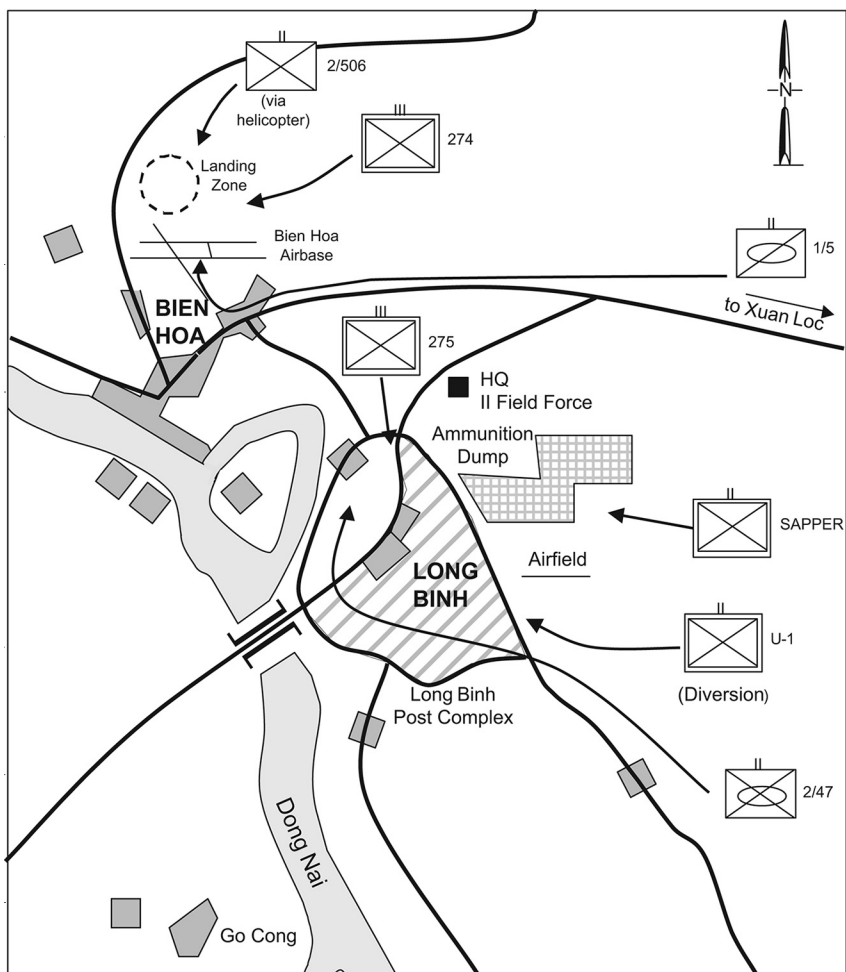 II
2/506
(via
helicopter)
III
274
N
Landing
Zone
Bien Hoa
Airbase
II
1/5
to Xuan Loc
BIEN
HOA
III
275
HQ
II Field Force
Ammunition
Dump
II
SAPPER
Airfield
LONG
BINH
II
U-1
(Diversion)
Long Binh
Post Complex
II
2/47
Dong Nai
Go Cong